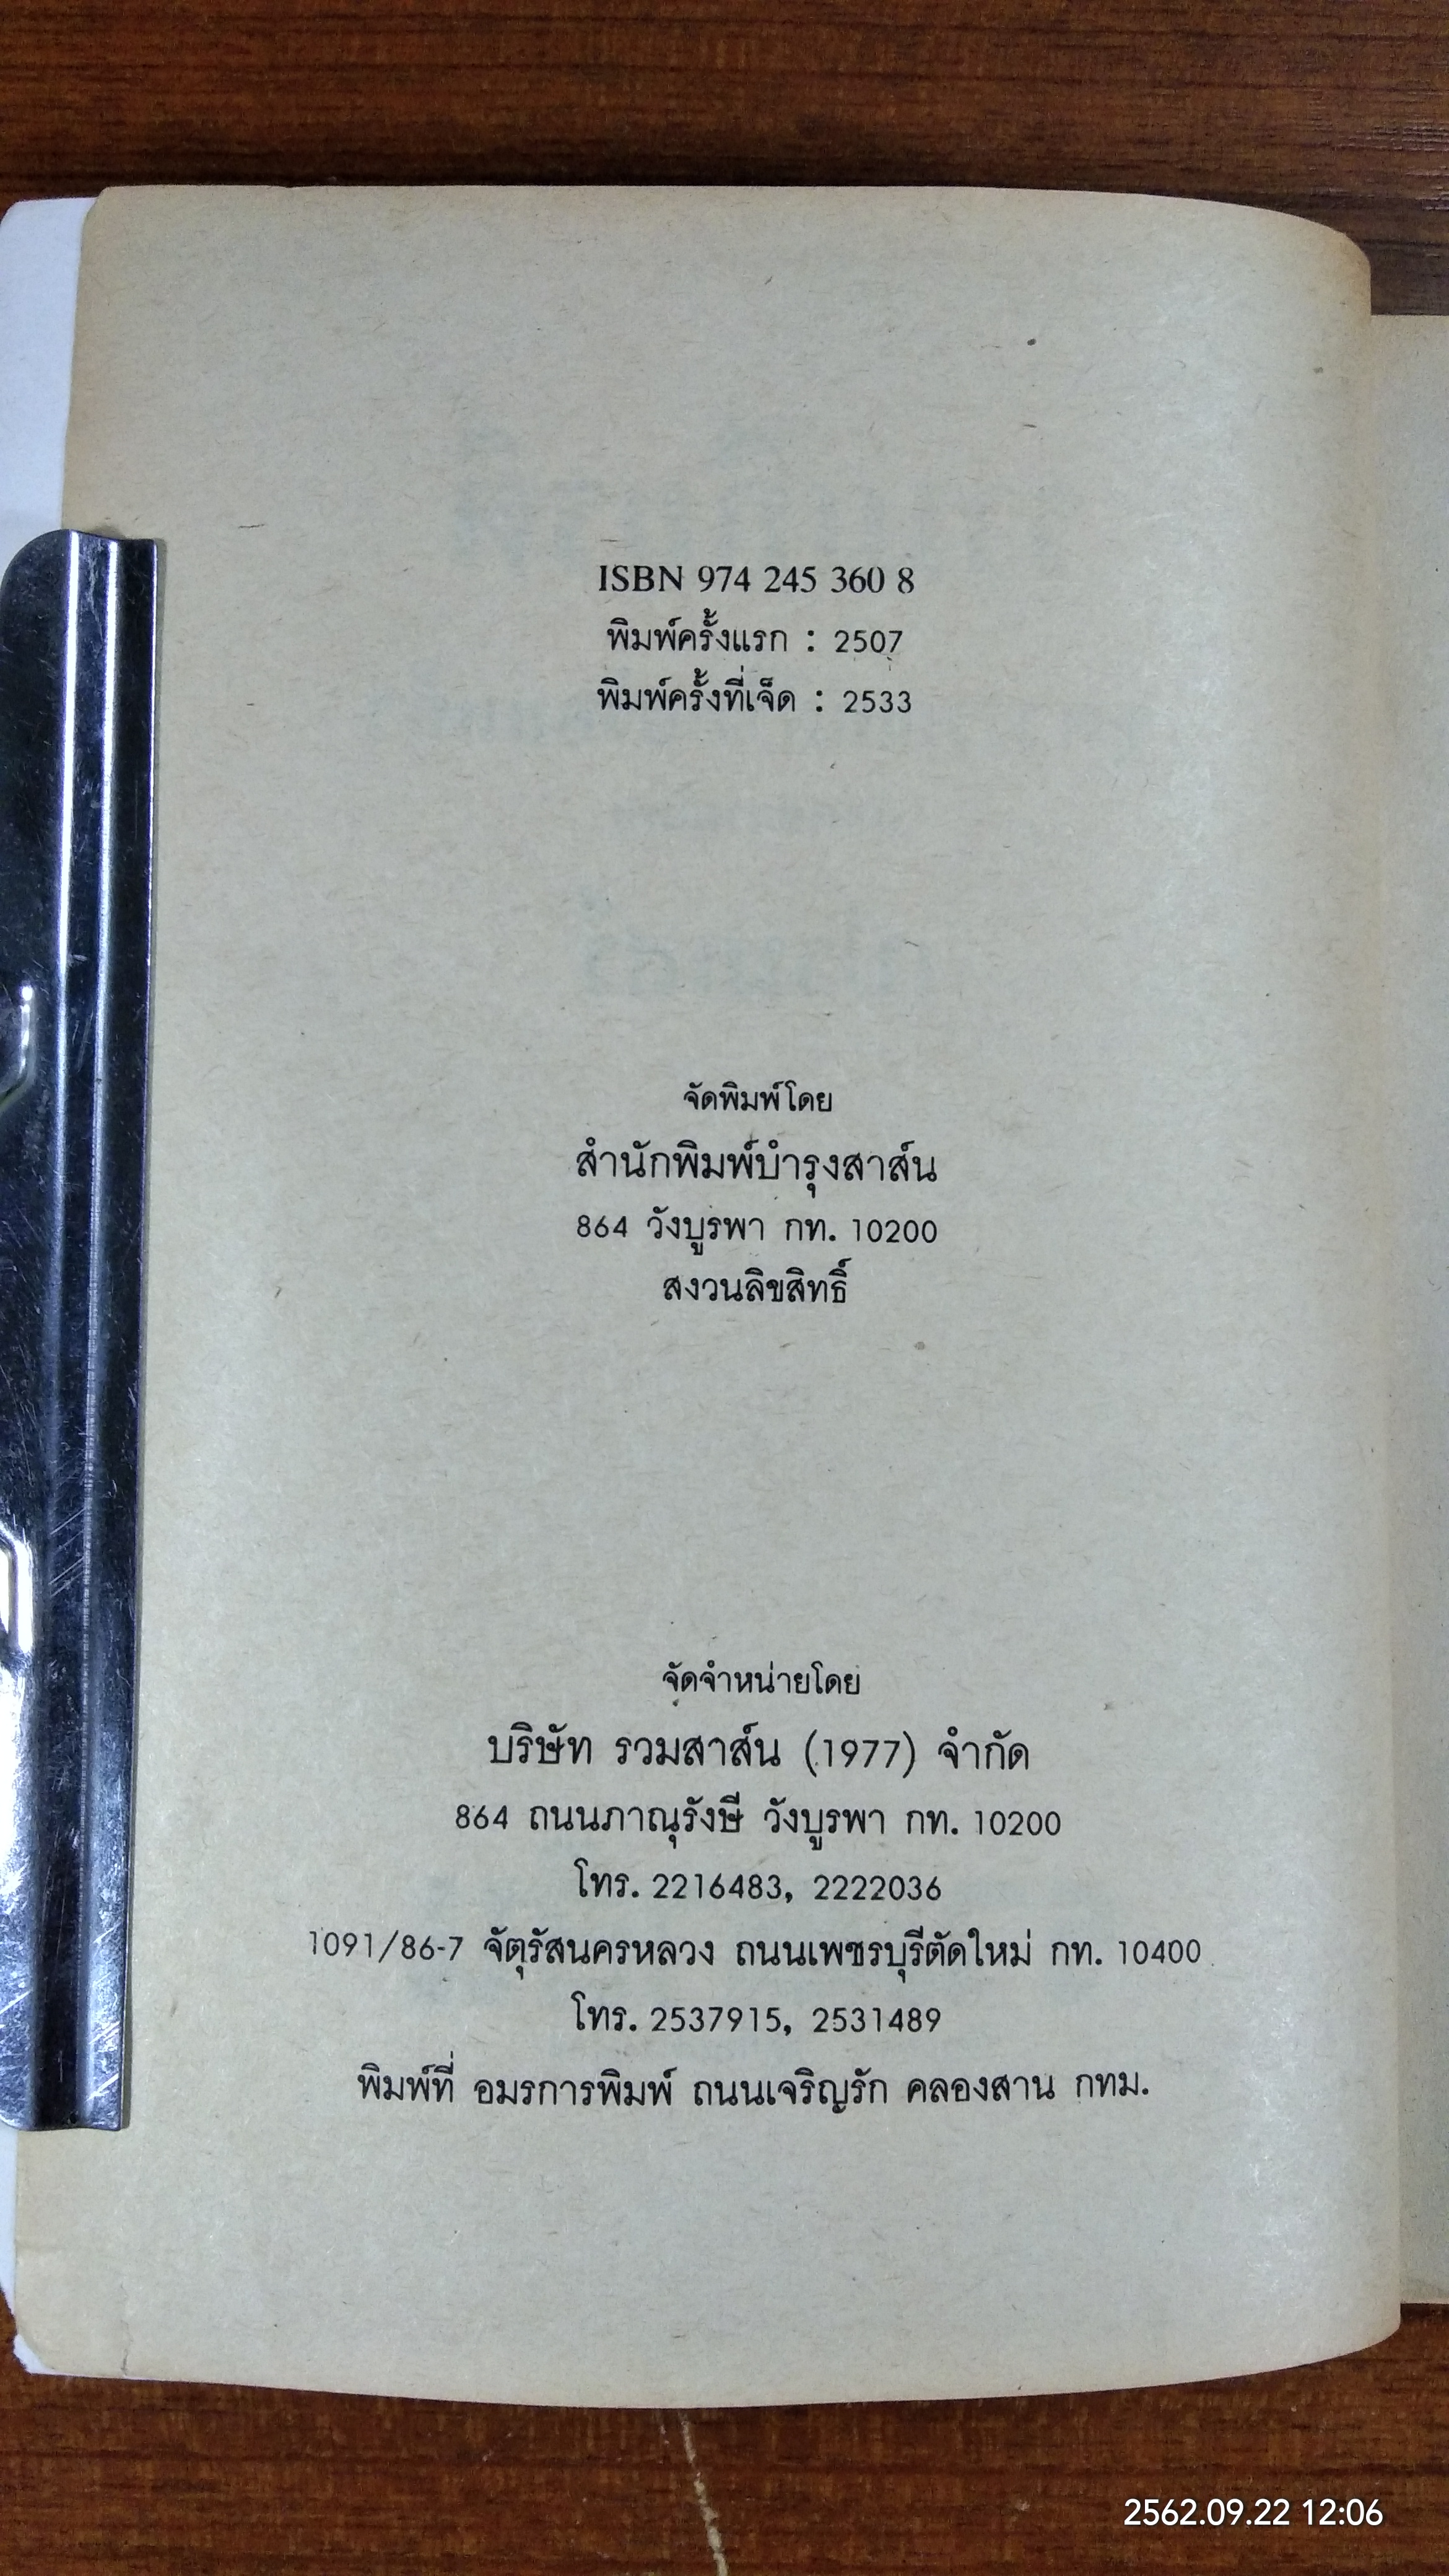 ISBN 974 245 360 8
พิมพ์ครั้งแรก : 2507
พิมพ์ครั้งที่เจ็ด : 2533
จัดพิมพ์โดย
สำนักพิมพ์บำรุงสาส์น
864 วังบูรพา กท. 10200
สงวนลิขสิทธิ์
จัดจำหน่ายโดย
บริษัท รวมสาส์น (1977) จำกัด
864 ถนนภาณุรังษี วังบูรพา กท. 10200
โทร. 2216483, 2222036
1091/86-7 จัตุรัสนครหลวง ถนนเพชรบุรีตัดใหม่ กท. 10400
โทร. 2537915, 2531489
พิมพ์ที่ อมรการพิมพ์ ถนนเจริญรัก คลองสาน กทม.
2562.09.22 12:06